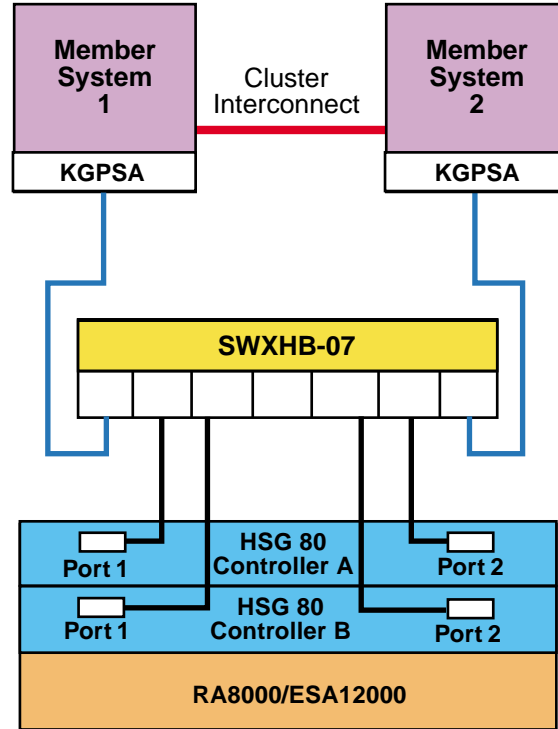 Member
System
1
Cluster
Interconnect
Member
System
2
KGPSA
KGPSA
SWXHB-07
HSG 80
Controller A
Port 1
Port 2
HSG 80
Controller B
Port 1
Port 2
RA8000/ESA12000